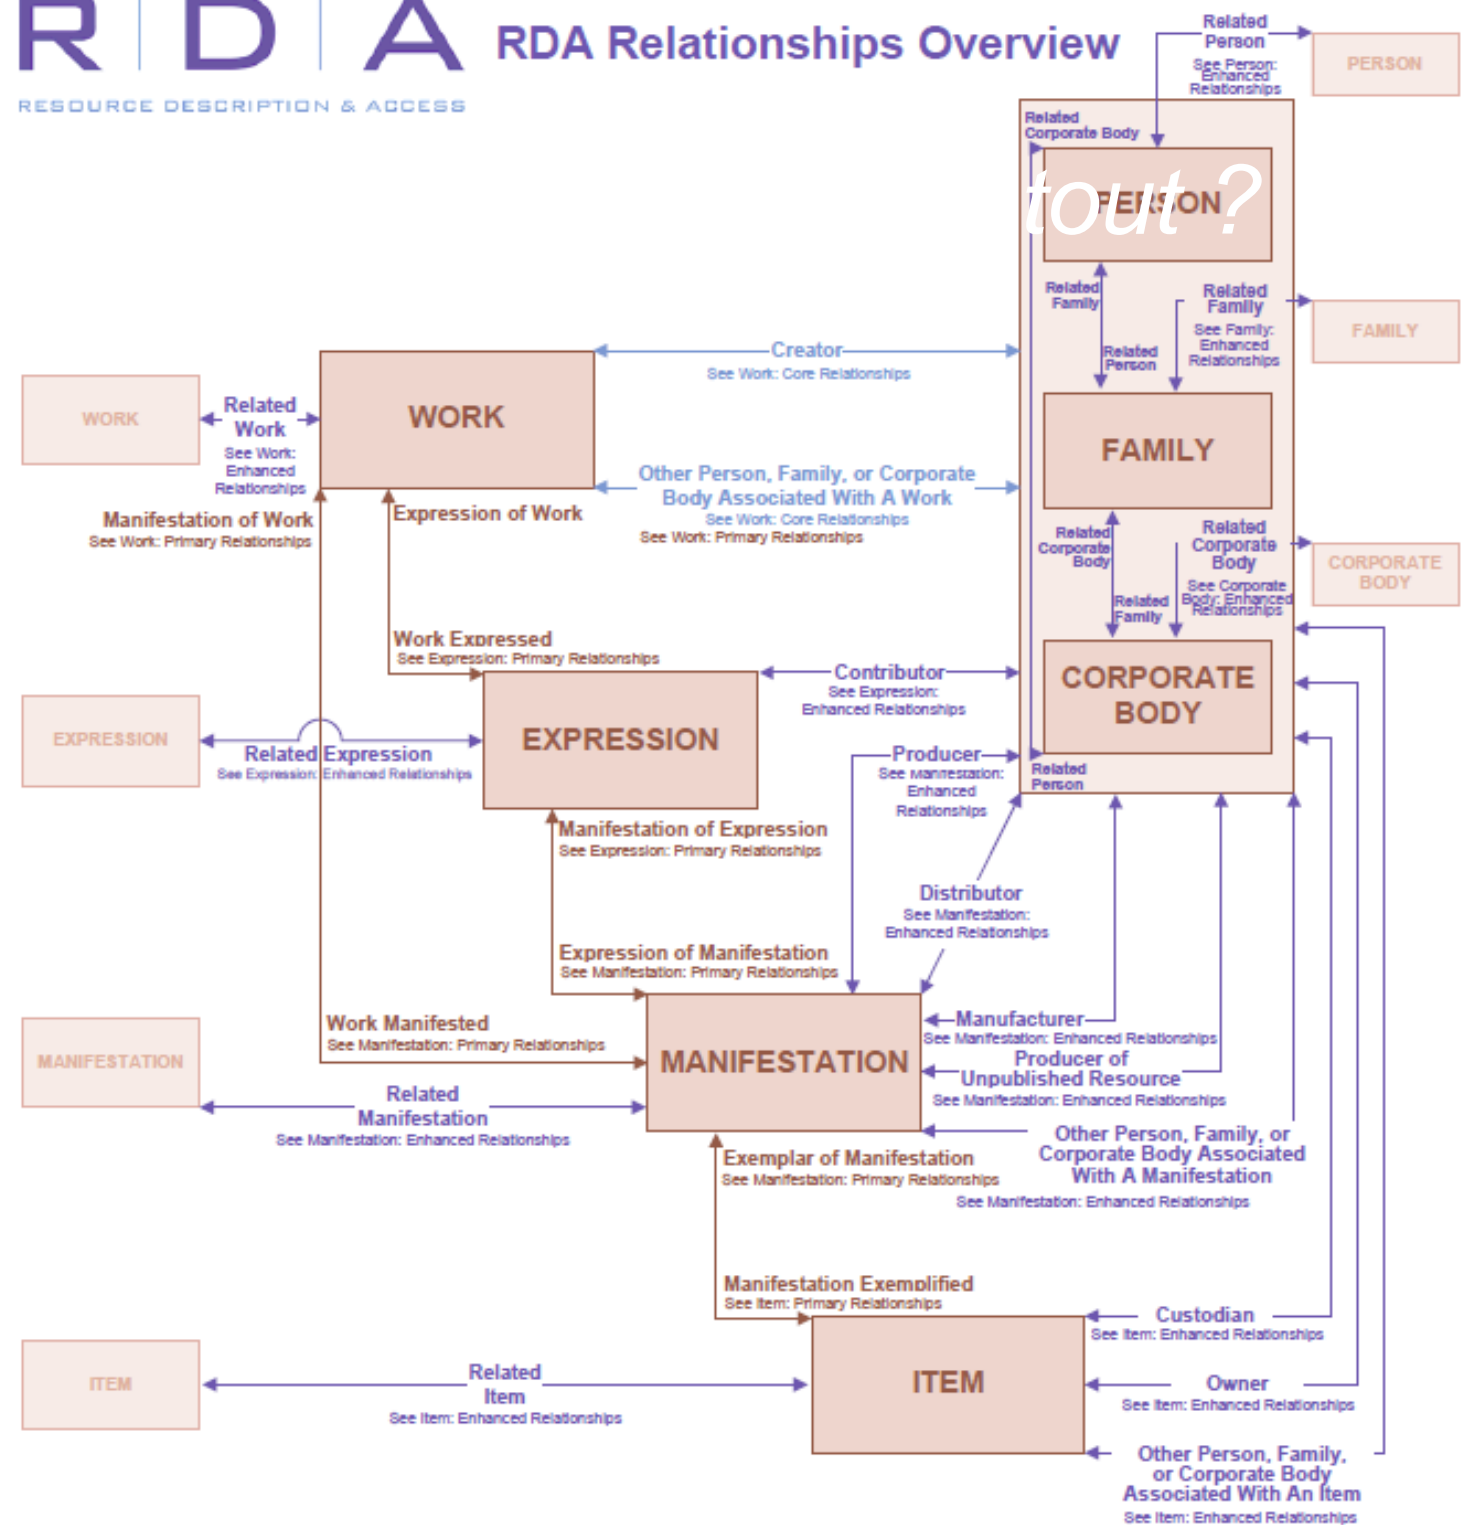 RDA
RDA Relationships Overview
RESOURCE DESCRIPTION & ACCESS
Related
Person
See Person:
Enhanced
Relationships
PERSON
Related
Corporate Body
PERSON
tout ?
Related
Family
Related
Person
Related
Family
See Family:
Enhanced
Relationships
FAMILY
Creator
See Work: Core Relationships
WORK
Related
Work
See Work:
Enhanced
Relationships
WORK
FAMILY
Other Person, Family, or Corporate
Body Associated With A Work
See Work: Core Relationships
See Work: Primary Relationships
Manifestation of Work
See Work: Primary Relationships
Expression of Work
Related
Corporate
Body
Related
Family
Related
Corporate
Body
See Corporate
Body: Enhanced
Relationships
CORPORATE
BODY
Work Expressed
See Expression: Primary Relationships
Contributor
See Expression:
Enhanced Relationships
CORPORATE
BODY
EXPRESSION
Related Expression
See Expression: Enhanced Relationships
EXPRESSION
Producer
See Manifestation:
Enhanced
Relationships
Related
Person
Manifestation of Expression
See Expression: Primary Relationships
Distributor
See Manifestation:
Enhanced Relationships
Expression of Manifestation
See Manifestation: Primary Relationships
Work Manifested
See Manifestation: Primary Relationships
Manufacturer
See Manifestation: Enhanced Relationships
MANIFESTATION
MANIFESTATION
Producer of
Unpublished Resource
See Manifestation: Enhanced Relationships
Related
Manifestation
See Manifestation: Enhanced Relationships
Other Person, Family, or
Corporate Body Associated
With A Manifestation
See Manifestation: Enhanced Relationships
Exemplar of Manifestation
See Manifestation: Primary Relationships
Manifestation Exemplified
See Item: Primary Relationships
Custodian
See Item: Enhanced Relationships
ITEM
Related
Item
See Item: Enhanced Relationships
ITEM
Owner
See Item: Enhanced Relationships
Other Person, Family,
or Corporate Body
Associated With An Item
See Item: Enhanced Relationships